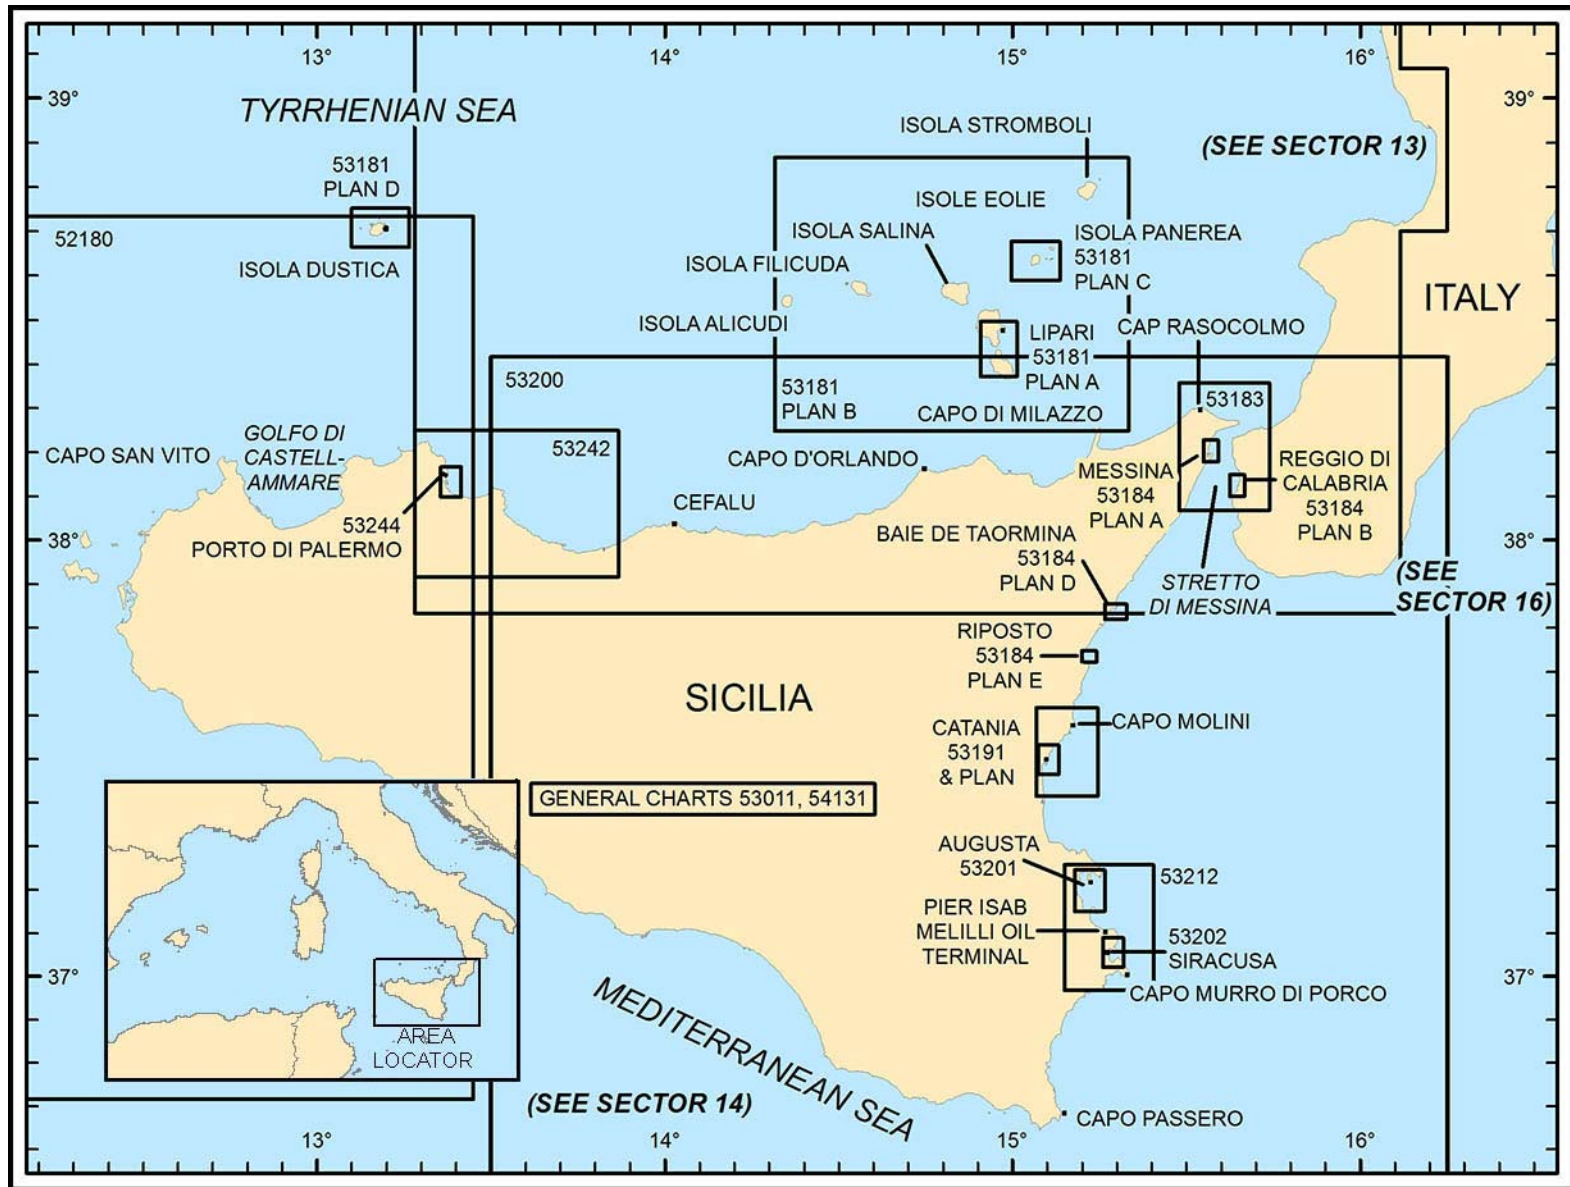 13°
14°
15°
16°
39°
39°
TYRRHENIAN SEA
ISOLA STROMBOLI
(SEE SECTOR 13)
53181
PLAN D
52180
ISOLA DUSTICA
ISOLE EOLIE
ISOLA SALINA
ISOLA FILICUDA
ISOLA ALICUDI
ISOLA PANEREA
53181
PLAN C
ITALY
LIPARI
53181
PLAN A
CAP RASOCOLMO
53200
53181
PLAN B
CAPO DI MILAZZO
53183
CAPO SAN VITO
GOLFO DI
CASTELL-
AMMARE
53242
CAPO D'ORLANDO
CEFALU
53244
PORTO DI PALERMO
MESSINA
53184
PLAN A
REGGIO DI
CALABRIA
53184
PLAN B
38°
38°
BAIE DE TAORMINA
53184
PLAN D
STRETTO
DI MESSINA
(SEE
SECTOR 16)
RIPOSTO
53184
PLAN E
SICILIA
CATANIA
53191
& PLAN
CAPO MOLINI
GENERAL CHARTS 53011, 54131
AUGUSTA
53201
53212
PIER ISAB
MELILLI OIL
TERMINAL
53202
SIRACUSA
CAPO MURRO DI PORCO
37°
37°
AREA
LOCATOR
MEDITERRANEAN SEA
(SEE SECTOR 14)
CAPO PASSERO
13°
14°
15°
16°